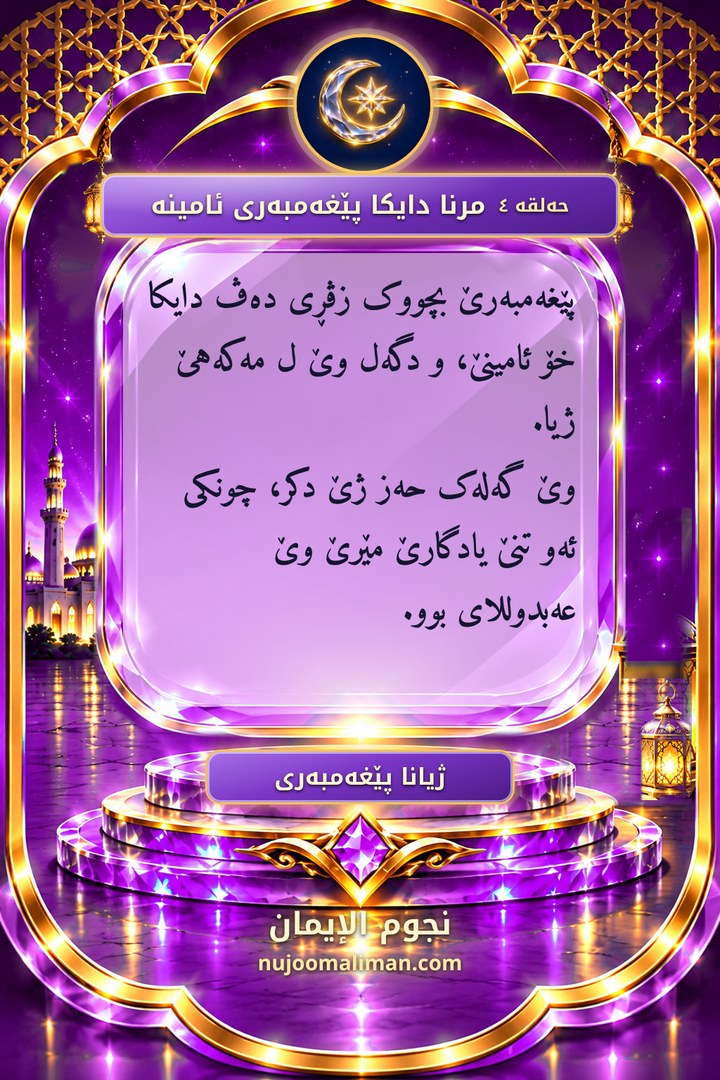 حەلقە ٤ مرنا دایکا پێغەمبەری ئامینە
پێغەمبەرێ بچووک زڤڕی دەڤ دایکا
خۆ ئامینێ، و دگەل وێ ل مەکەهێ
ژیا.
وێ گەلەک حەز ژێ دکر، چونکی
ئەو تنێ یادگارێ مێرێ وێ
عەبدوللای بوو.
ژیانا پێغەمبەری
نجوم الإيمان
nujoomaliman.com